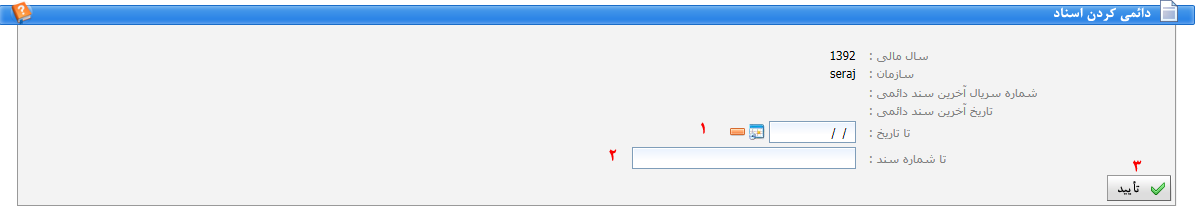 دائمی کردن اسناد
سال مالی : 1392
سازمان : seraj
شماره سریال آخرین سند دائمی :
تاریخ آخرین سند دائمی :
تا تاریخ : / / ۱
تا شماره سند : ۲
۳
تأیید